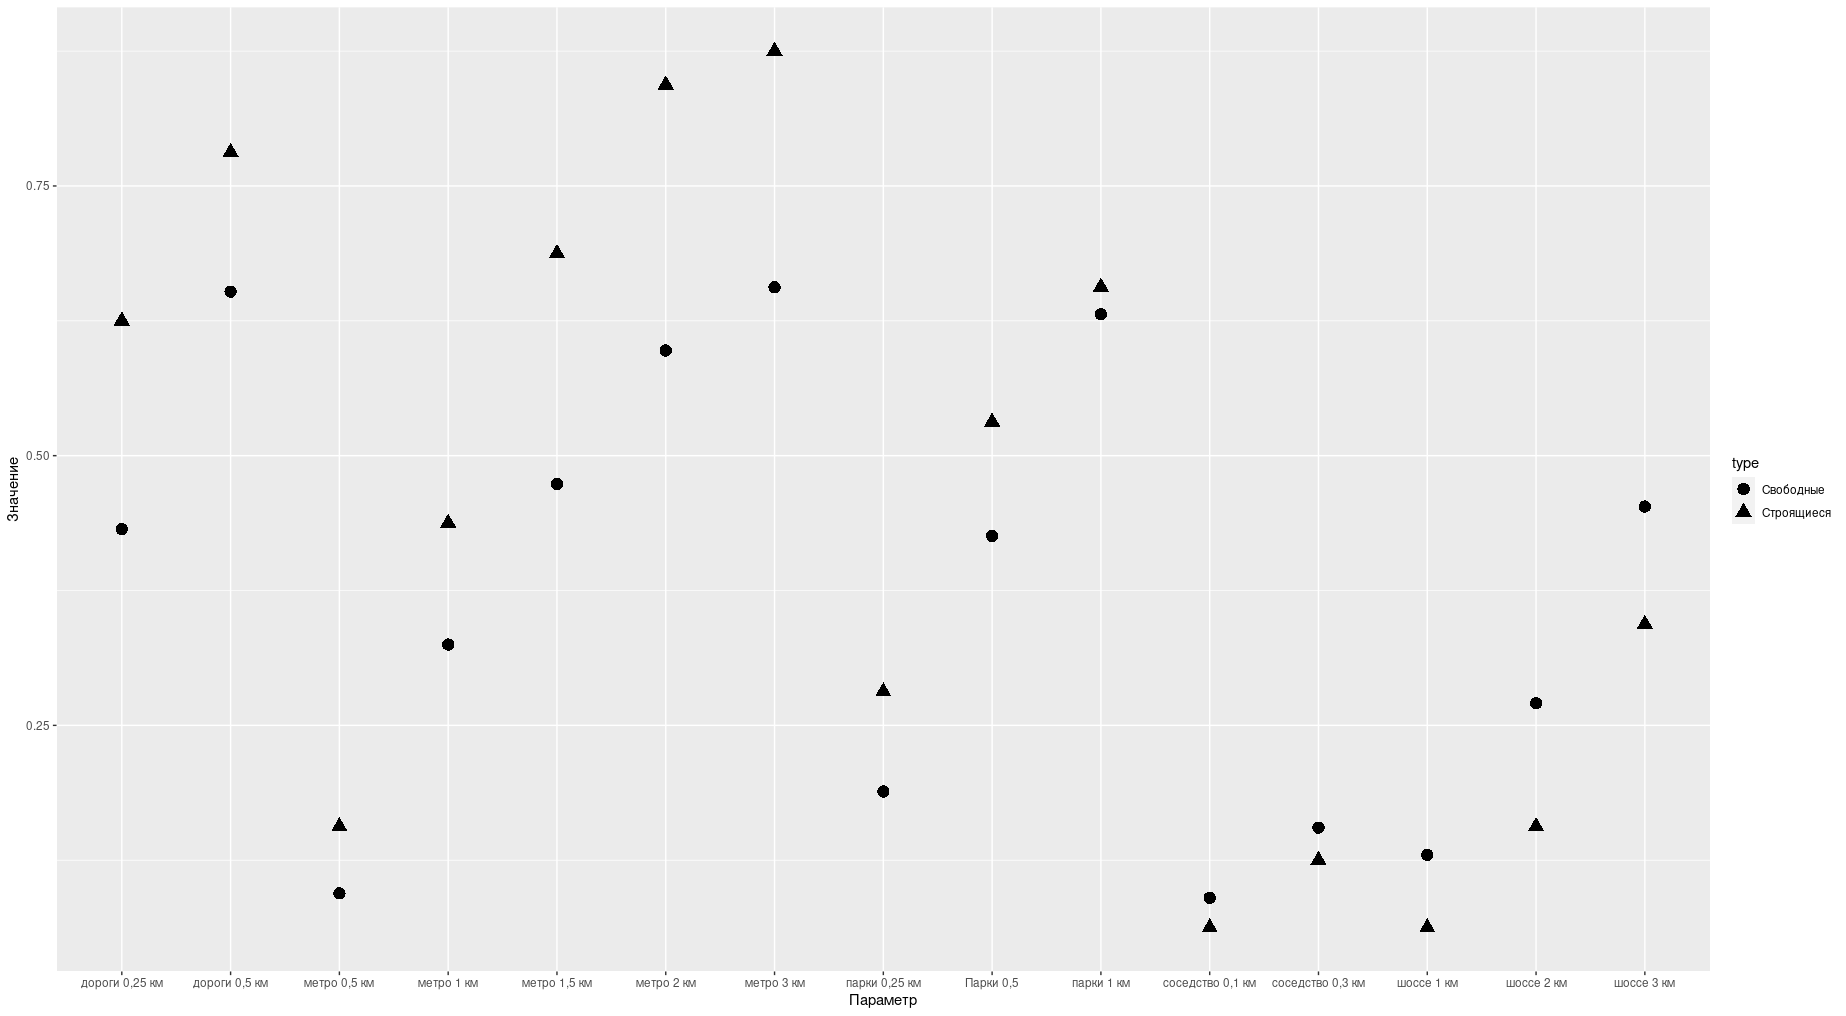 Значение
0.75
0.50
0.25
дороги 0,25 км
дороги 0,5 км
метро 0,5 км
метро 1 км
метро 1,5 км
метро 2 км
метро 3 км
парки 0,25 км
Парки 0,5
парки 1 км
соседство 0,1 км
соседство 0,3 км
шоссе 1 км
шоссе 2 км
шоссе 3 км
Параметр
type
Свободные
Строящиеся